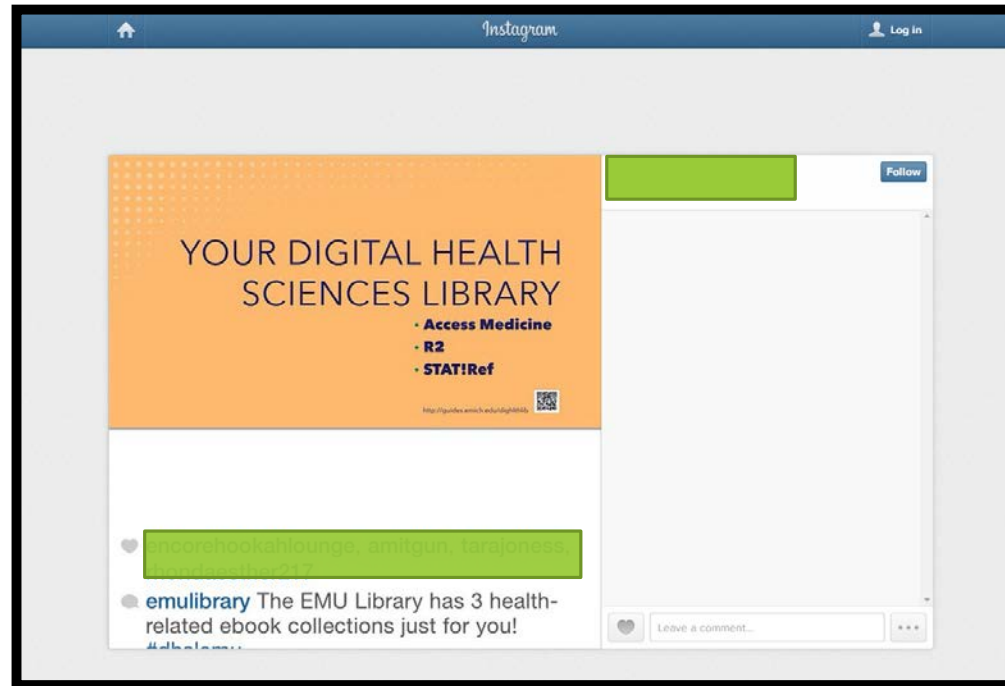 Instagram
Log in
Follow
YOUR DIGITAL HEALTH
SCIENCES LIBRARY
· Access Medicine
· R2
· STAT!Ref
emulibrary The EMU Library has 3 health-
related ebook collections just for you!
Leave a comment...